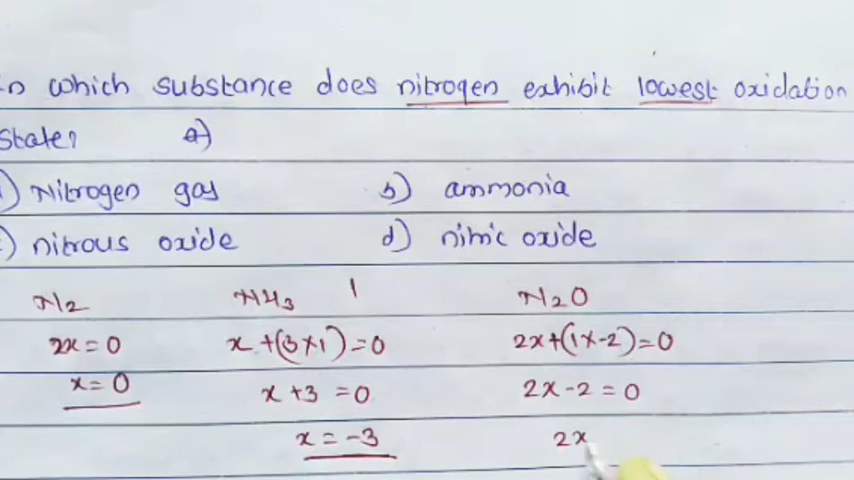 n which substance does nitrogen exhibit lowest oxidation
state? a)
) Nitrogen gas b) ammonia
) nitrous oxide d) nitric oxide
N2 NH3 1 N2O
2x = 0 x + (3×1) = 0 2x + (1×-2) = 0
x = 0 x + 3 = 0 2x - 2 = 0
x = -3 2x